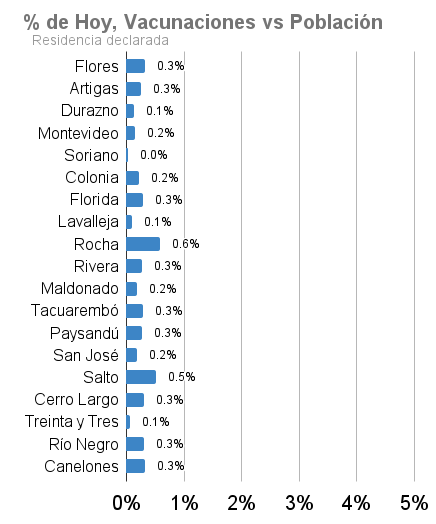 % de Hoy, Vacunaciones vs Población
Residencia declarada
Flores 0.3%
Artigas 0.3%
Durazno 0.1%
Montevideo 0.2%
Soriano 0.0%
Colonia 0.2%
Florida 0.3%
Lavalleja 0.1%
Rocha 0.6%
Rivera 0.3%
Maldonado 0.2%
Tacuarembó 0.3%
Paysandú 0.3%
San José 0.2%
Salto 0.5%
Cerro Largo 0.3%
Treinta y Tres 0.1%
Río Negro 0.3%
Canelones 0.3%
0% 1% 2% 3% 4% 5%